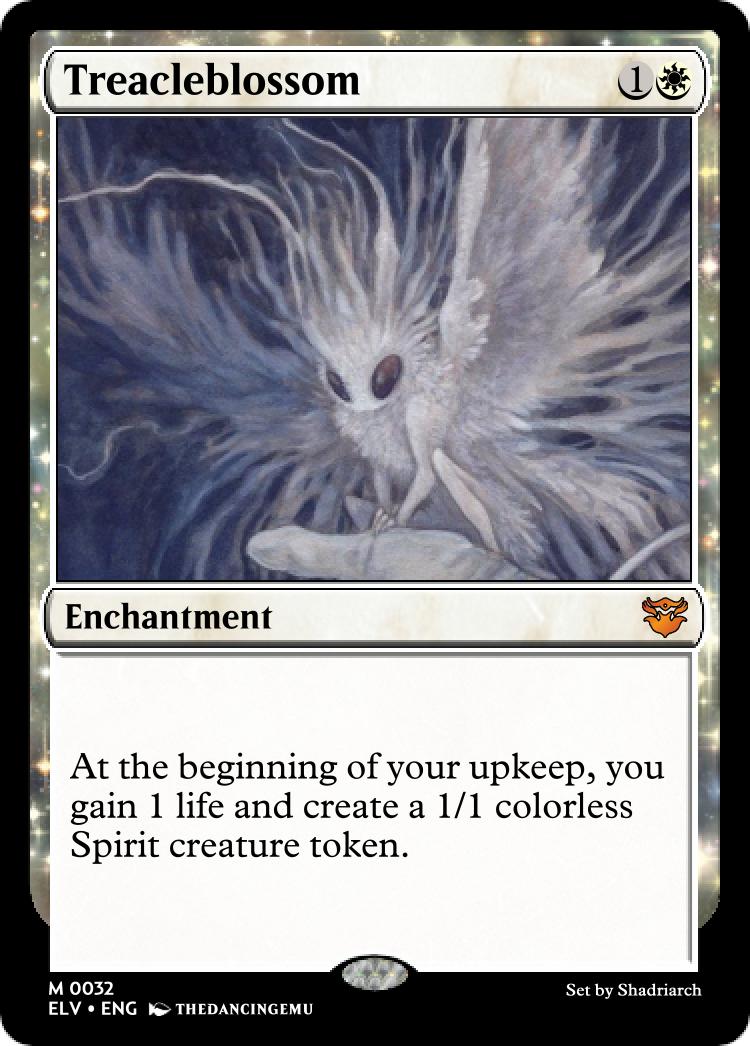 Treacleblossom 1
Enchantment
At the beginning of your upkeep, you
gain 1 life and create a 1/1 colorless
Spirit creature token.
M 0032
ELV • ENG THEDANCINGEMU
Set by Shadriarch